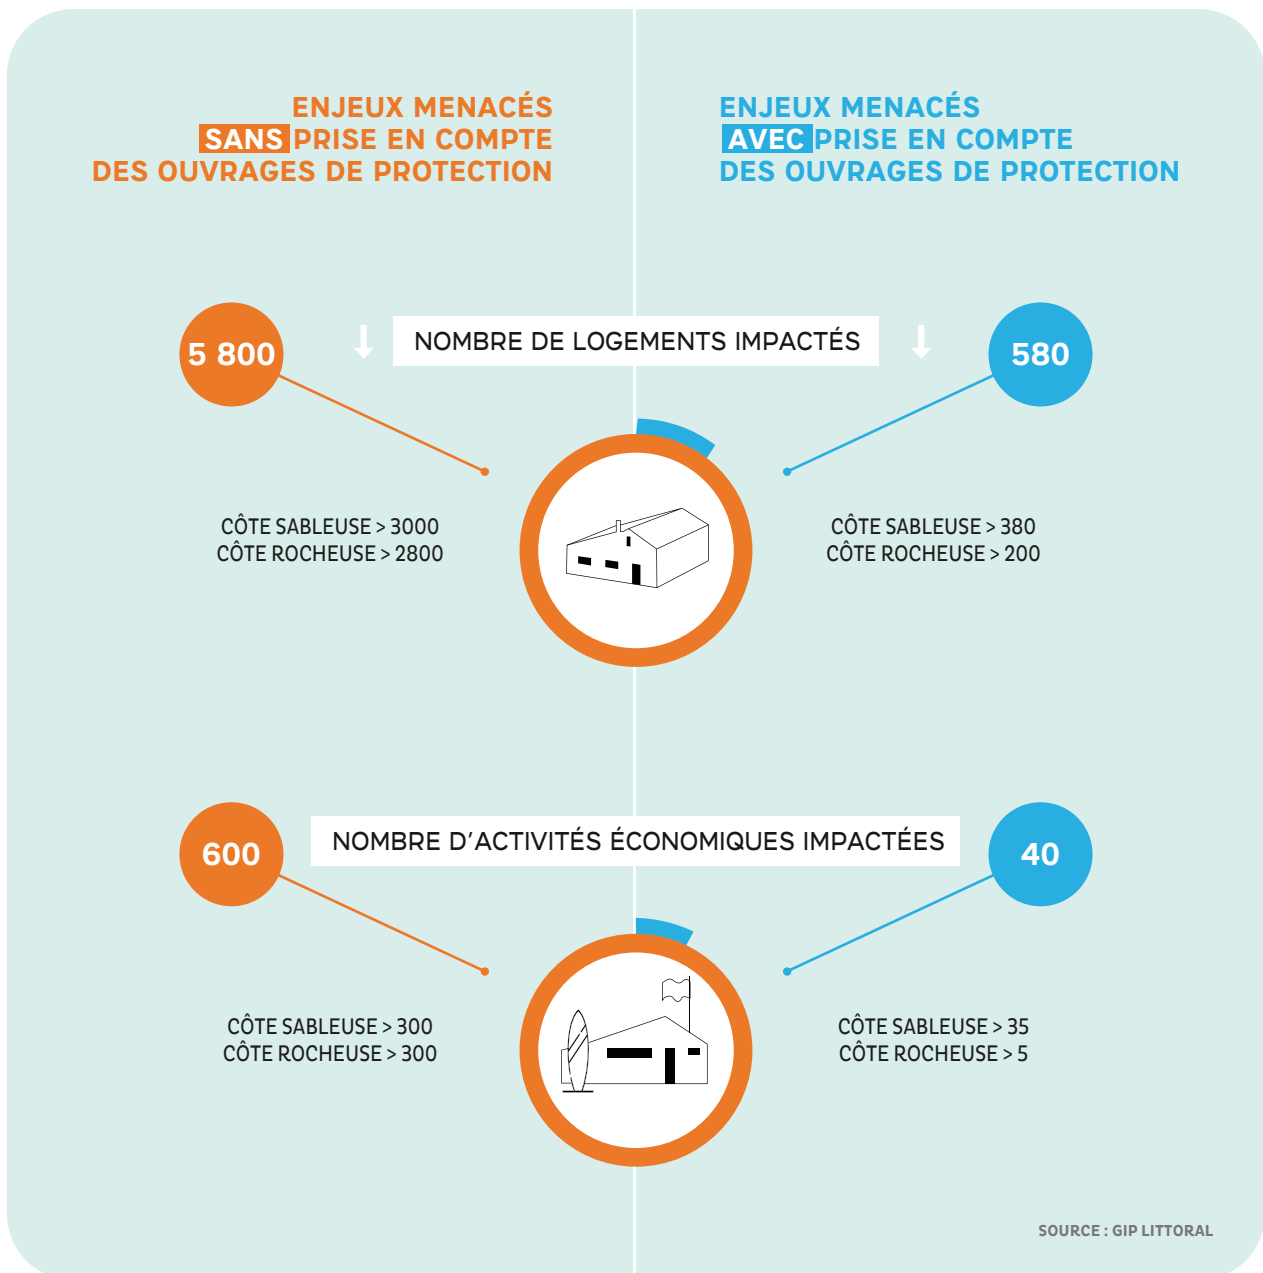 ENJEUX MENACÉS
SANS PRISE EN COMPTE
DES OUVRAGES DE PROTECTION
ENJEUX MENACÉS
AVEC PRISE EN COMPTE
DES OUVRAGES DE PROTECTION
5 800
NOMBRE DE LOGEMENTS IMPACTÉS
580
CÔTE SABLEUSE > 3000
CÔTE ROCHEUSE > 2800
CÔTE SABLEUSE > 380
CÔTE ROCHEUSE > 200
600
NOMBRE D'ACTIVITÉS ÉCONOMIQUES IMPACTÉES
40
CÔTE SABLEUSE > 300
CÔTE ROCHEUSE > 300
CÔTE SABLEUSE > 35
CÔTE ROCHEUSE > 5
SOURCE : GIP LITTORAL